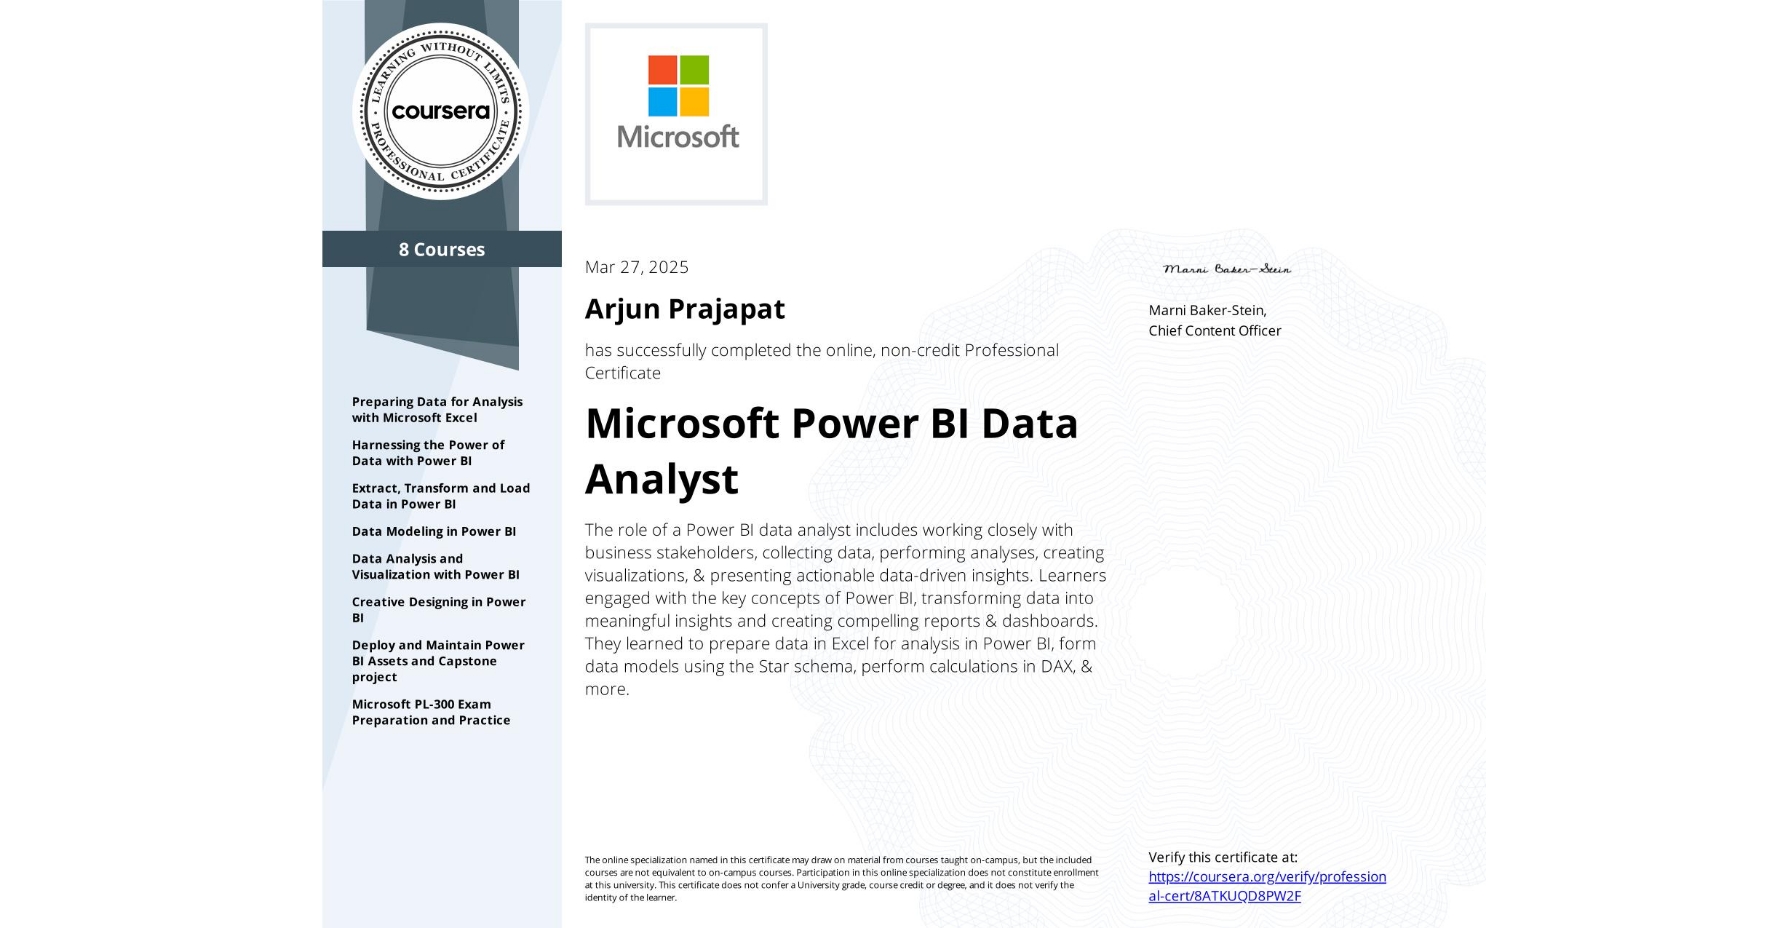 LEARNING WITHOUT LIMITS
coursera
PROFESSIONAL CERTIFICATE
8 Courses
Preparing Data for Analysis
with Microsoft Excel
Harnessing the Power of
Data with Power BI
Extract, Transform and Load
Data in Power BI
Data Modeling in Power BI
Data Analysis and
Visualization with Power BI
Creative Designing in Power
BI
Deploy and Maintain Power
BI Assets and Capstone
project
Microsoft PL-300 Exam
Preparation and Practice
Microsoft
Mar 27, 2025
Arjun Prajapat
has successfully completed the online, non-credit Professional
Certificate
Microsoft Power BI Data
Analyst
The role of a Power BI data analyst includes working closely with
business stakeholders, collecting data, performing analyses, creating
visualizations, & presenting actionable data-driven insights. Learners
engaged with the key concepts of Power BI, transforming data into
meaningful insights and creating compelling reports & dashboards.
They learned to prepare data in Excel for analysis in Power BI, form
data models using the Star schema, perform calculations in DAX, &
more.
Marni Baker-Stein
Marni Baker-Stein,
Chief Content Officer
The online specialization named in this certificate may draw on material from courses taught on-campus, but the included
courses are not equivalent to on-campus courses. Participation in this online specialization does not constitute enrollment
at this university. This certificate does not confer a University grade, course credit or degree, and it does not verify the
identity of the learner.
Verify this certificate at:
https://coursera.org/verify/profession
al-cert/8ATKUQD8PW2F